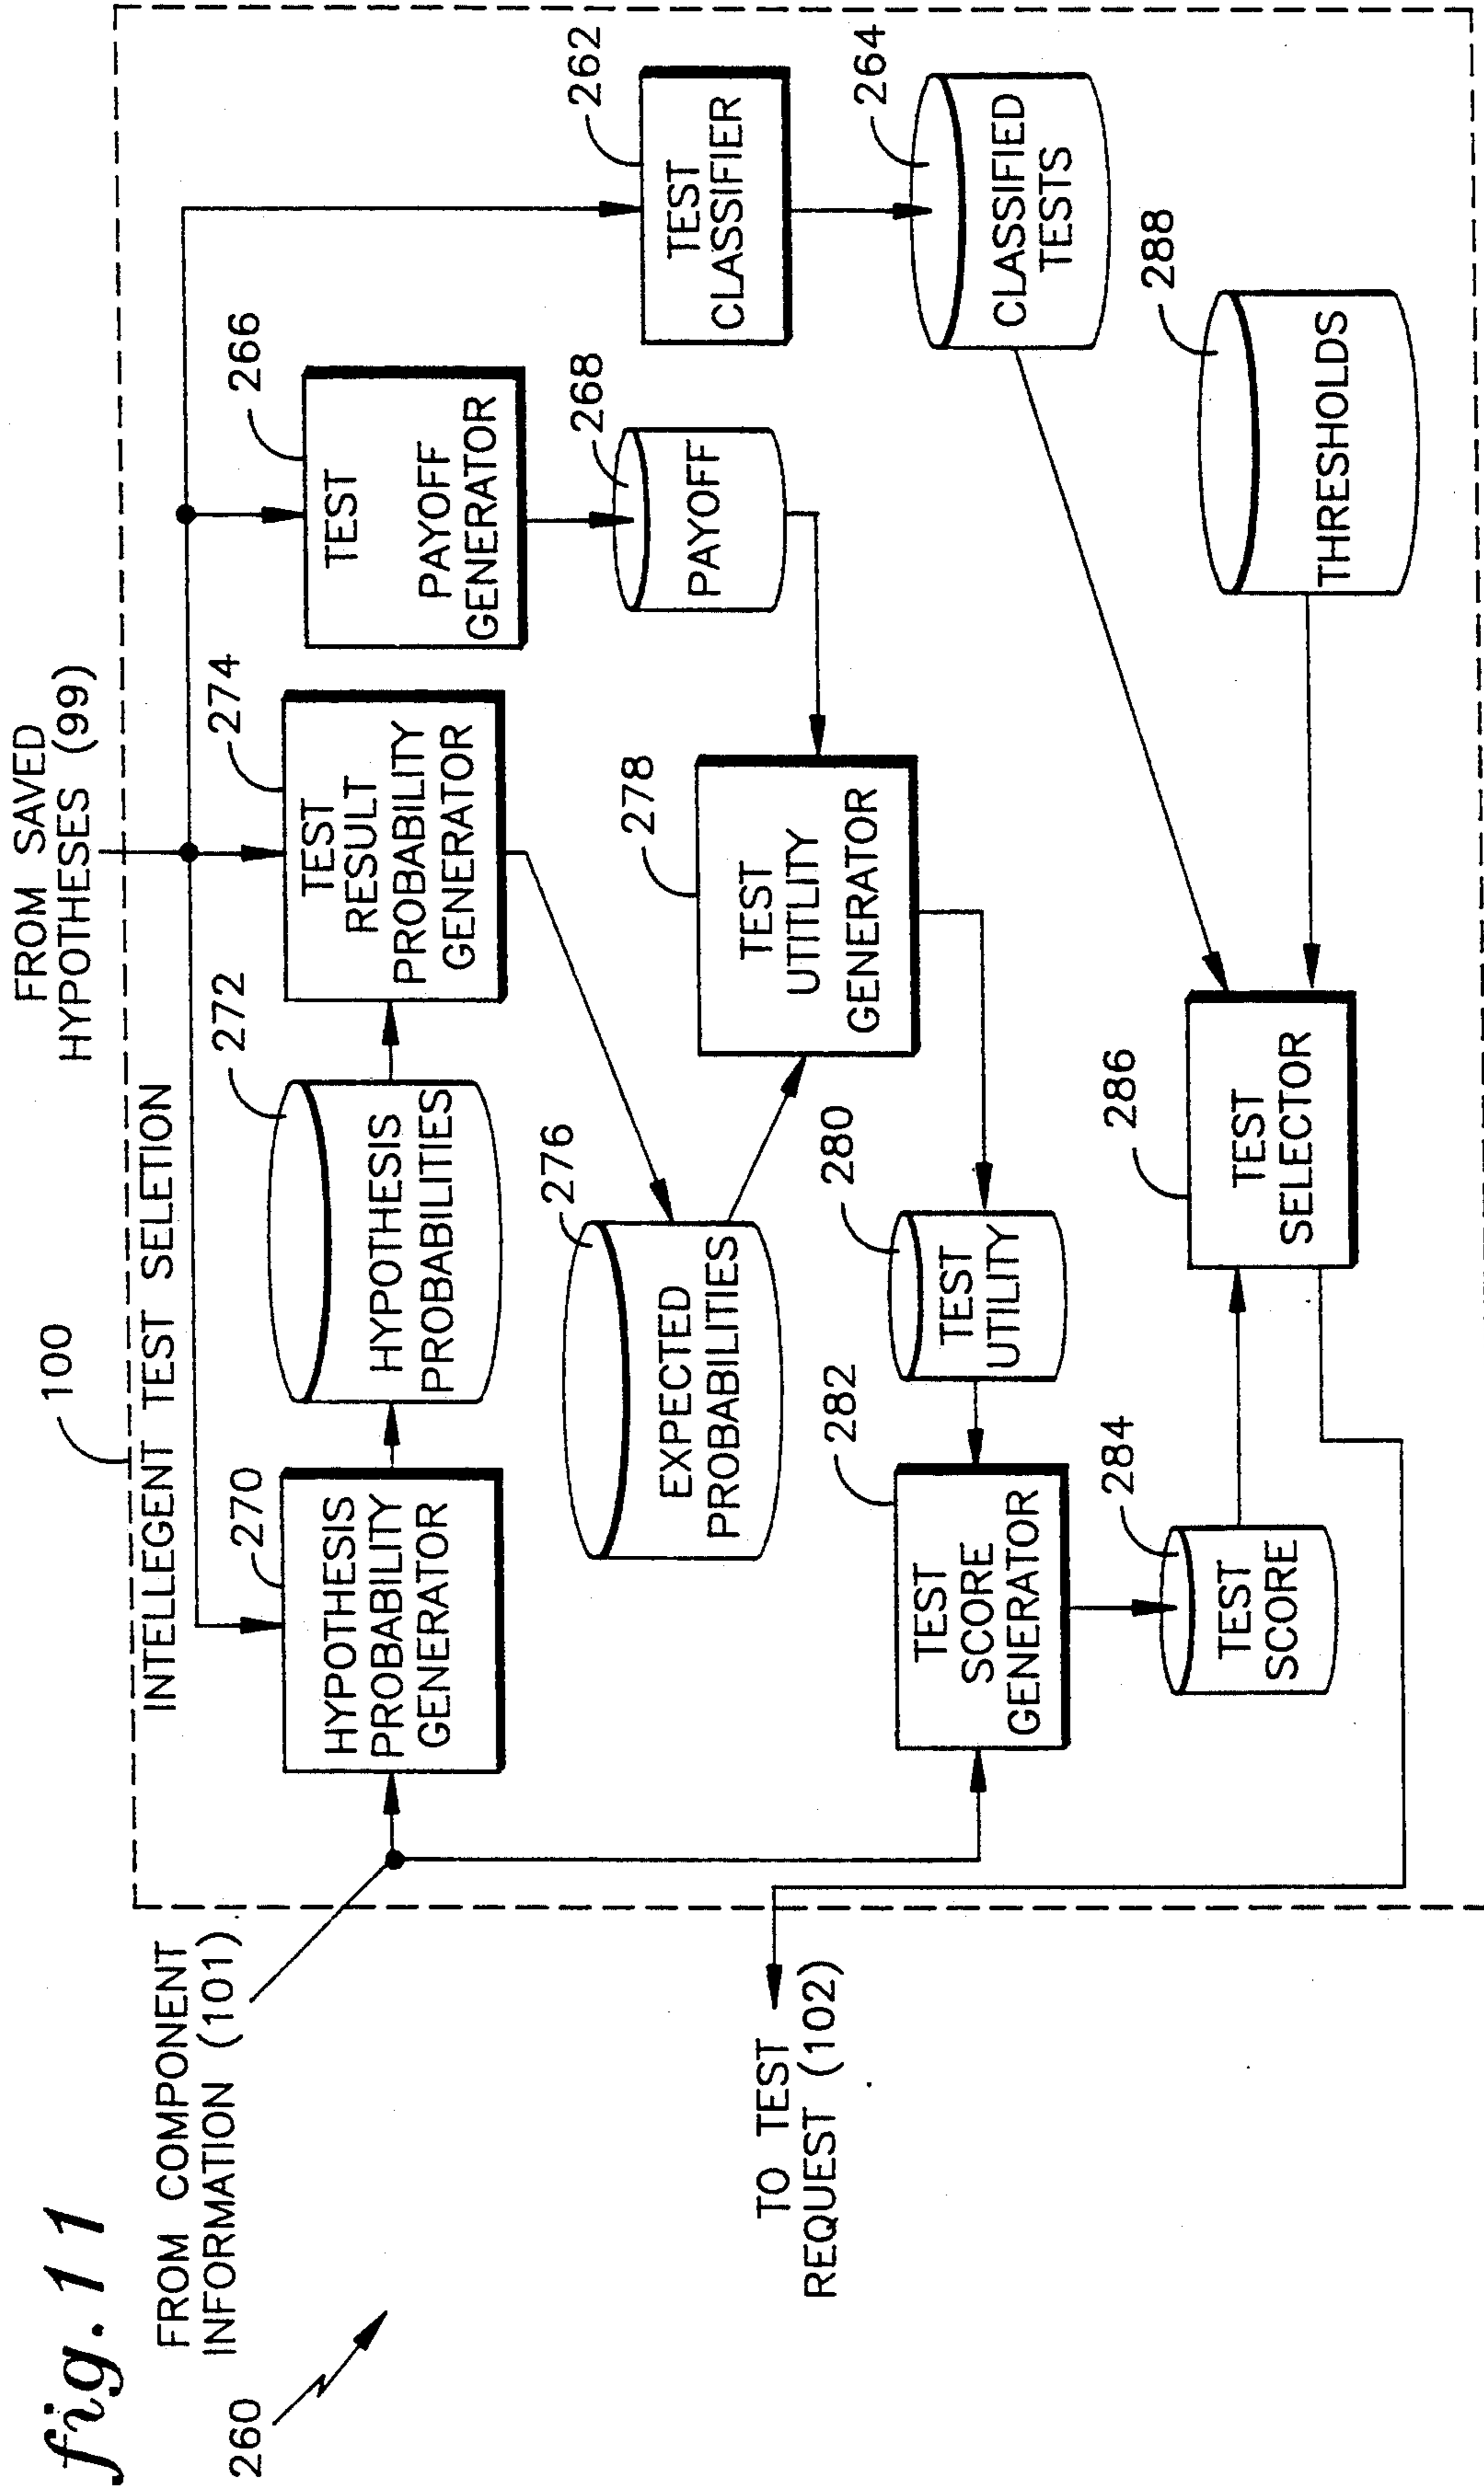 fig. 11
260
FROM COMPONENT
INFORMATION (101)
FROM SAVED
HYPOTHESES (99)
100
INTELLEGENT TEST SELETION
270
HYPOTHESIS
PROBABILITY
GENERATOR
272
HYPOTHESIS
PROBABILITIES
274
TEST
RESULT
PROBABILITY
GENERATOR
266
TEST
PAYOFF
GENERATOR
262
TEST
CLASSIFIER
276
EXPECTED
PROBABILITIES
268
PAYOFF
264
CLASSIFIED
TESTS
278
TEST
UTITLITY
GENERATOR
TO TEST
REQUEST (102)
282
TEST
SCORE
GENERATOR
280
TEST
UTILITY
284
TEST
SCORE
286
TEST
SELECTOR
288
THRESHOLDS